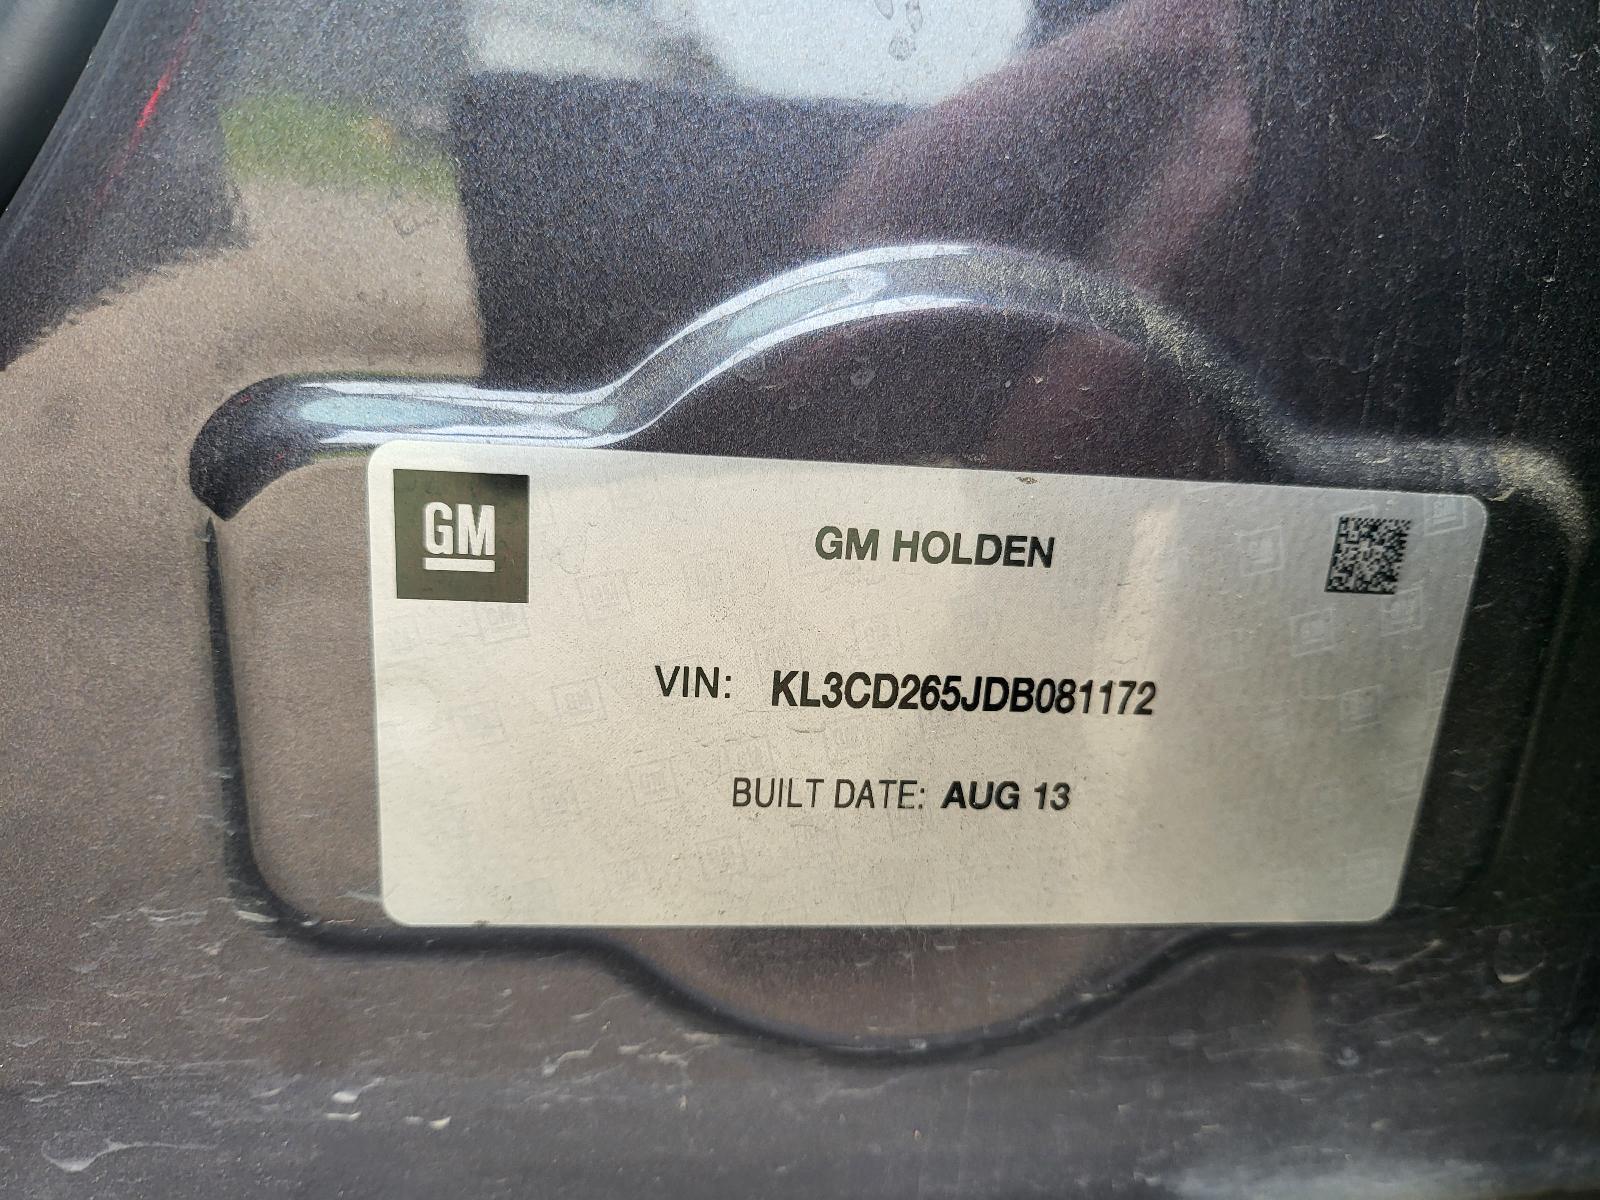 GM
GM HOLDEN
VIN: KL3CD265JDB081172
BUILT DATE: AUG 13